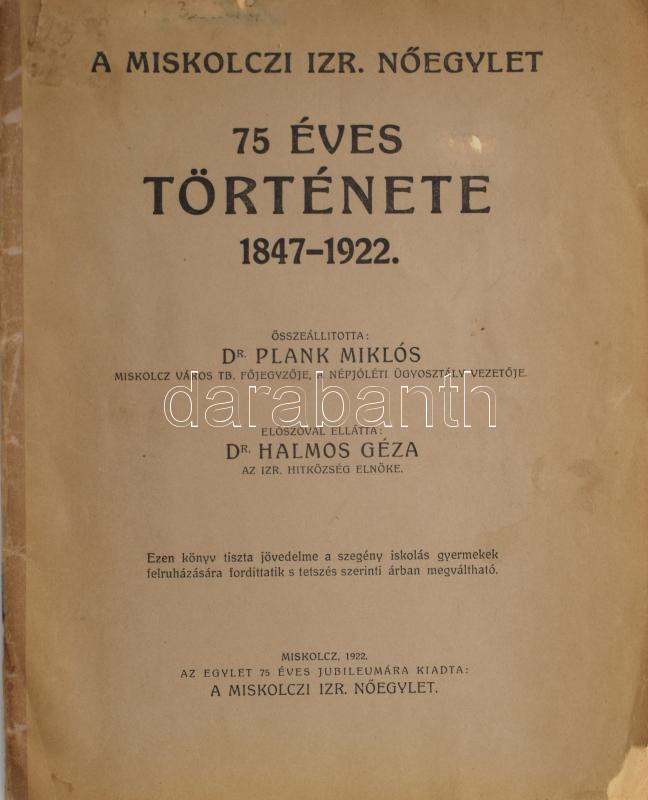 A MISKOLCZI IZR. NŐEGYLET
75 ÉVES
TÖRTÉNETE
1847–1922.
ÖSSZEÁLLITOTTA:
DR. PLANK MIKLÓS
MISKOLCZ VÁROS TB. FŐJEGYZŐJE, A NÉPJÓLÉTI ÜGYOSZTÁLY VEZETŐJE.
darabanth
ELŐSZÓVAL ELLÁTTA:
DR. HALMOS GÉZA
AZ IZR. HITKÖZSÉG ELNÖKE.
Ezen könyv tiszta jövedelme a szegény iskolás gyermekek
felruházására fordittatik s tetszés szerinti árban megváltható.
MISKOLCZ, 1922.
AZ EGYLET 75 ÉVES JUBILEUMÁRA KIADTA:
A MISKOLCZI IZR. NŐEGYLET.